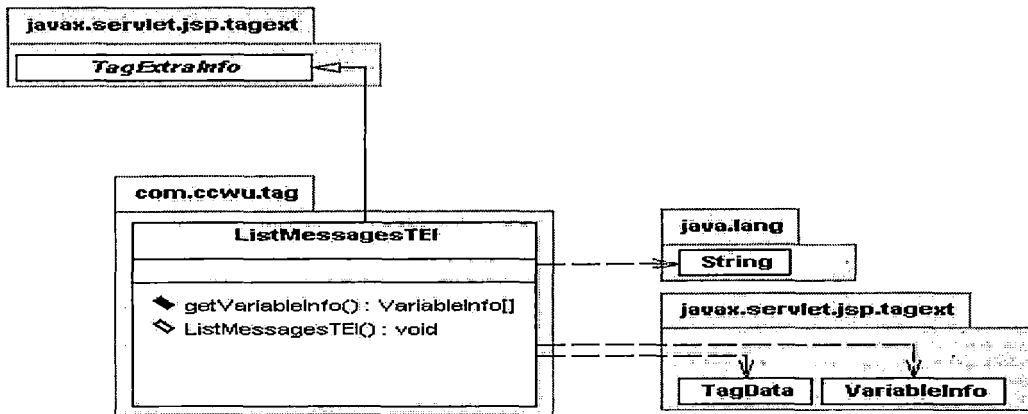 javax.servlet.jsp.tagext
TagExtraInfo
com.ccwu.tag
ListMessagesTEI
getVariableInfo() : VariableInfo[]
ListMessagesTEI() : void
java.lang
String
javax.servlet.jsp.tagext
TagData
VariableInfo